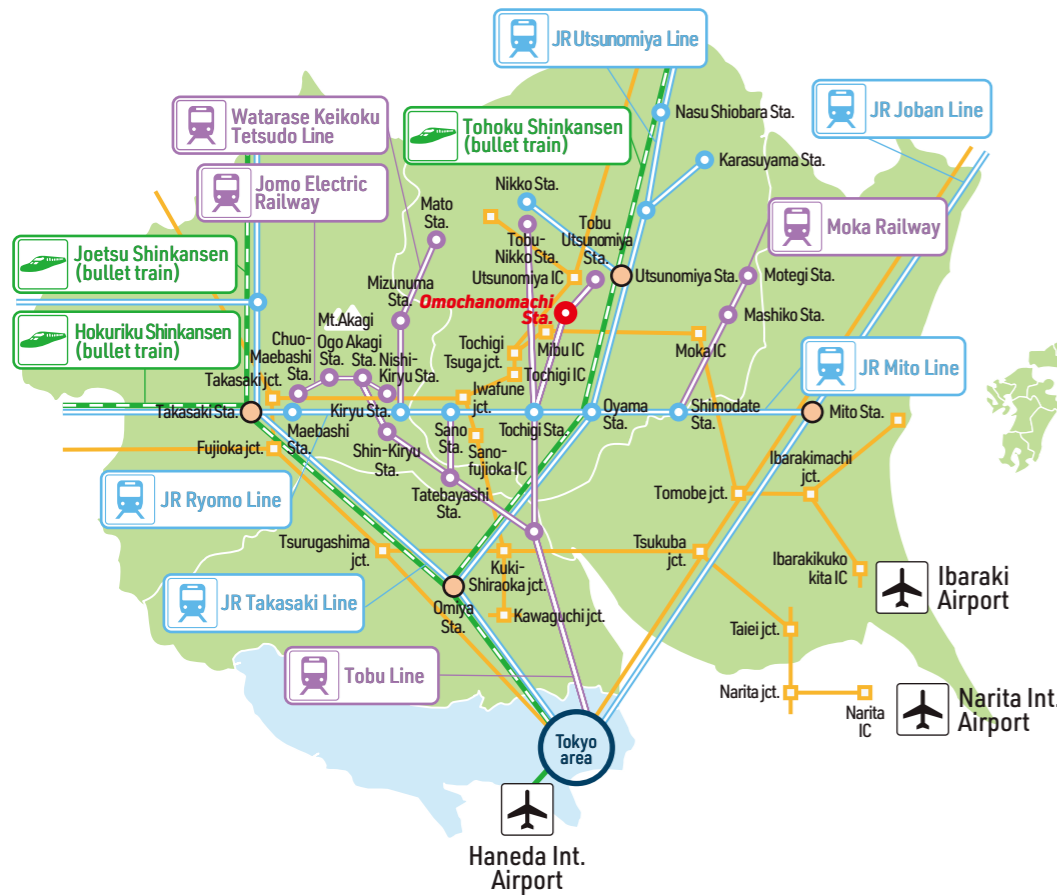 JR Utsunomiya Line
Watarase Keikoku
Tetsudo Line
Tohoku Shinkansen
(bullet train)
Nasu Shiobara Sta.
JR Joban Line
Jomo Electric
Railway
Karasuyama Sta.
Nikko Sta.
Mato
Sta.
Tobu
Utsunomiya
Sta.
Moka Railway
Joetsu Shinkansen
(bullet train)
Tobu-
Nikko Sta.
Utsunomiya IC
Utsunomiya Sta.
Motegi Sta.
Mizunuma
Sta.
Omochanomachi
Sta.
Hokuriku Shinkansen
(bullet train)
Mt.Akagi
Mashiko Sta.
Chuo-
Maebashi
Sta.
Ogo
Sta.
Akagi
Sta.
Nishi-
Kiryu Sta.
Tochigi
Tsuga jct.
Mibu IC
Moka IC
Takasaki jct.
Tochigi IC
JR Mito Line
Iwafune
jct.
Takasaki Sta.
Maebashi
Sta.
Kiryu Sta.
Sano
Sta.
Tochigi Sta.
Oyama
Sta.
Shimodate
Sta.
Mito Sta.
Fujioka jct.
Shin-Kiryu
Sta.
Sano-
fujioka IC
Ibarakimachi
jct.
JR Ryomo Line
Tatebayashi
Sta.
Tomobe jct.
Tsurugashima
jct.
Kuki-
Shiraoka jct.
Tsukuba
jct.
Ibarakikuko
kita IC
Ibaraki
Airport
JR Takasaki Line
Omiya
Sta.
Kawaguchi jct.
Taiei jct.
Tobu Line
Narita jct.
Narita
IC
Narita Int.
Airport
Tokyo
area
Haneda Int.
Airport